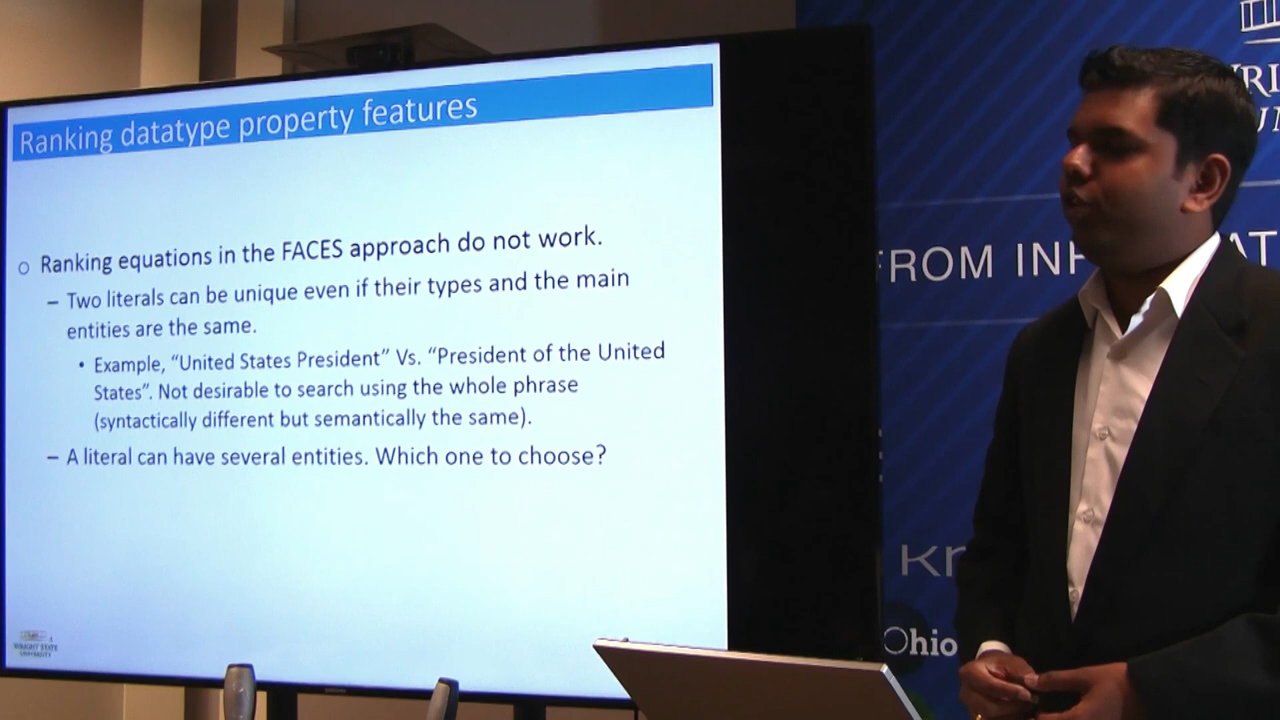 Ranking datatype property features
○ Ranking equations in the FACES approach do not work.
– Two literals can be unique even if their types and the main
entities are the same.
• Example, “United States President” Vs. “President of the United
States”. Not desirable to search using the whole phrase
(syntactically different but semantically the same).
– A literal can have several entities. Which one to choose?
WRIGHT STATE
UNIVERSITY
FROM
Ohio